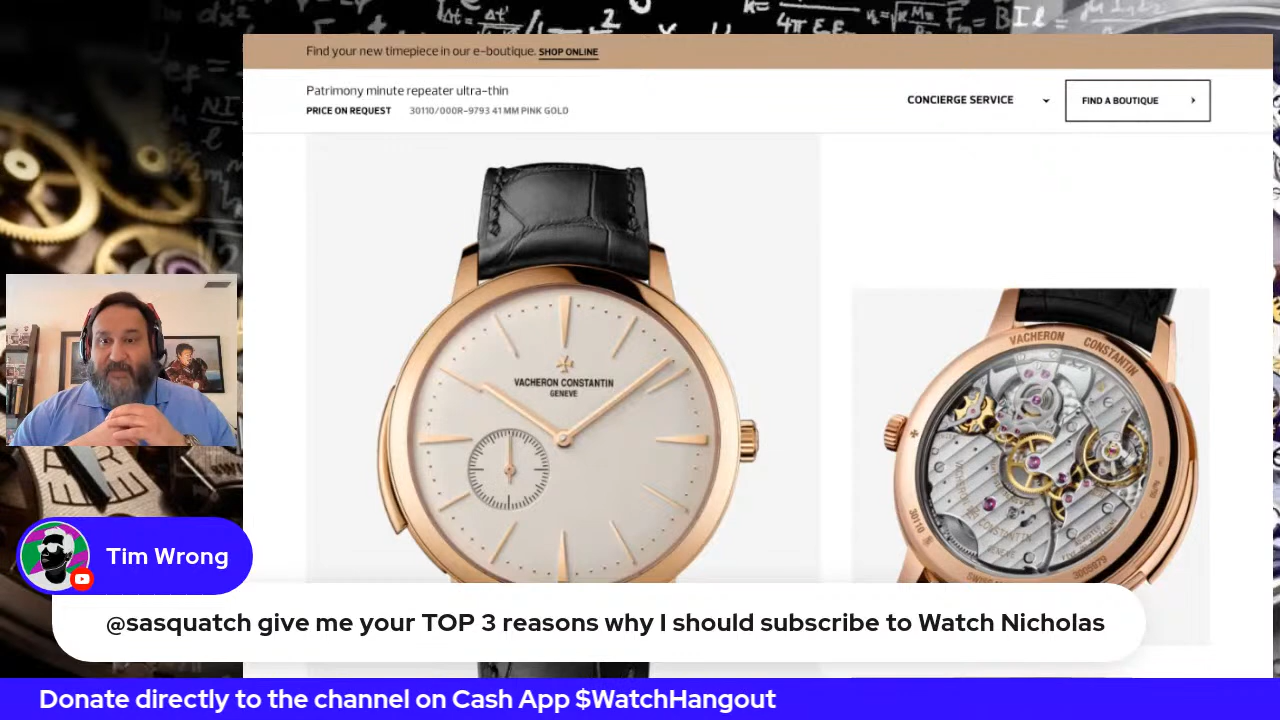 Find your new timepiece in our e-boutique. SHOP ONLINE
Patrimony minute repeater ultra-thin
PRICE ON REQUEST 30110/000R-9793 41 MM PINK GOLD
CONCIERGE SERVICE
FIND A BOUTIQUE
VACHERON CONSTANTIN
GENEVE
VACHERON CONSTANTIN
Tim Wrong
@sasquatch give me your TOP 3 reasons why I should subscribe to Watch Nicholas
Donate directly to the channel on Cash App $WatchHangout